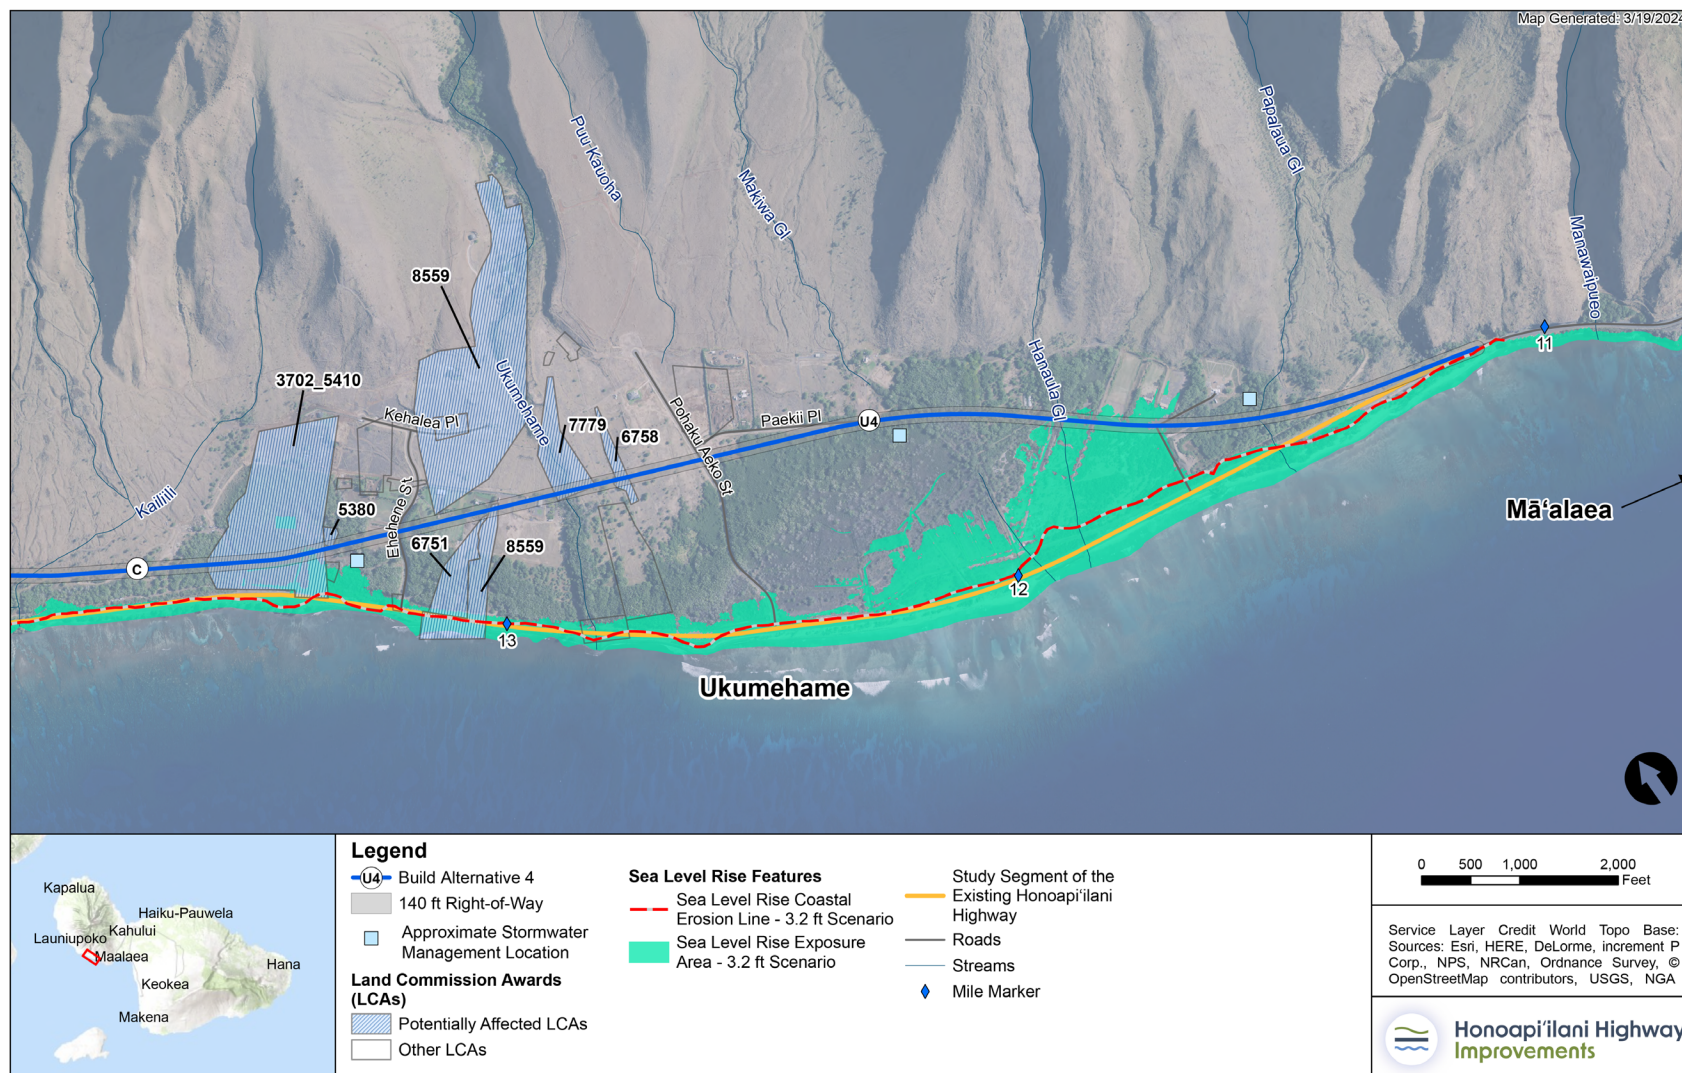 Map Generated: 3/19/2024
Puu Kauoha
Makiwa Gl
Papalaua Gl
Manawaipueo
8559
Ukumehame
Hanaula Gl
11
3702_5410
Kehalea Pl
7779
6758
Pohaku Aeko St
Paekii Pl
U4
Kailiili
5380
Ehehene St
6751
8559
C
12
13
Mā‘alaea
Ukumehame
Kapalua
Haiku-Pauwela
Kahului
Launiupoko
Maalaea
Hana
Keokea
Makena
Legend
U4 Build Alternative 4
140 ft Right-of-Way
Approximate Stormwater
Management Location
Land Commission Awards
(LCAs)
Potentially Affected LCAs
Other LCAs
Sea Level Rise Features
Sea Level Rise Coastal
Erosion Line - 3.2 ft Scenario
Sea Level Rise Exposure
Area - 3.2 ft Scenario
Study Segment of the
Existing Honoapi‘ilani
Highway
Roads
Streams
Mile Marker
0 500 1,000 2,000
Feet
Service Layer Credit World Topo Base:
Sources: Esri, HERE, DeLorme, increment P
Corp., NPS, NRCan, Ordnance Survey, ©
OpenStreetMap contributors, USGS, NGA
Honoapi‘ilani Highway
Improvements